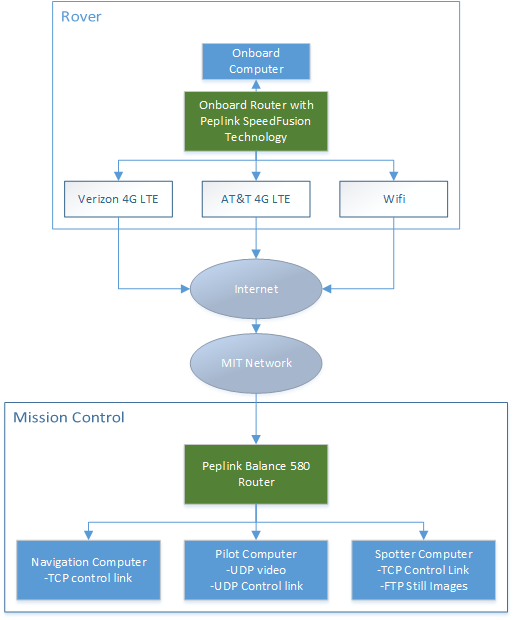 Rover
Onboard
Computer
Onboard Router with
Peplink SpeedFusion
Technology
Verizon 4G LTE
AT&T 4G LTE
Wifi
Internet
MIT Network
Mission Control
Peplink Balance 580
Router
Navigation Computer
-TCP control link
Pilot Computer
-UDP video
-UDP Control link
Spotter Computer
-TCP Control Link
-FTP Still Images